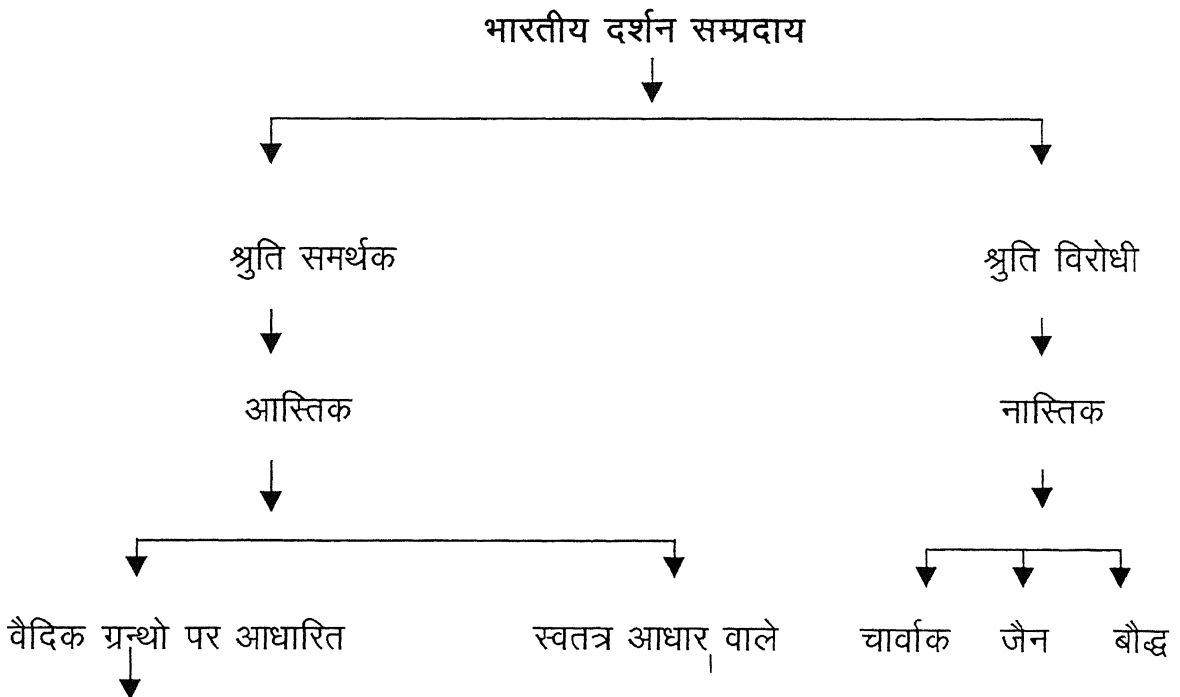 भारतीय दर्शन सम्प्रदाय
श्रुति समर्थक श्रुति विरोधी
आस्तिक नास्तिक
वैदिक ग्रन्थो पर आधारित स्वतत्र आधार वाले चार्वाक जैन बौद्ध